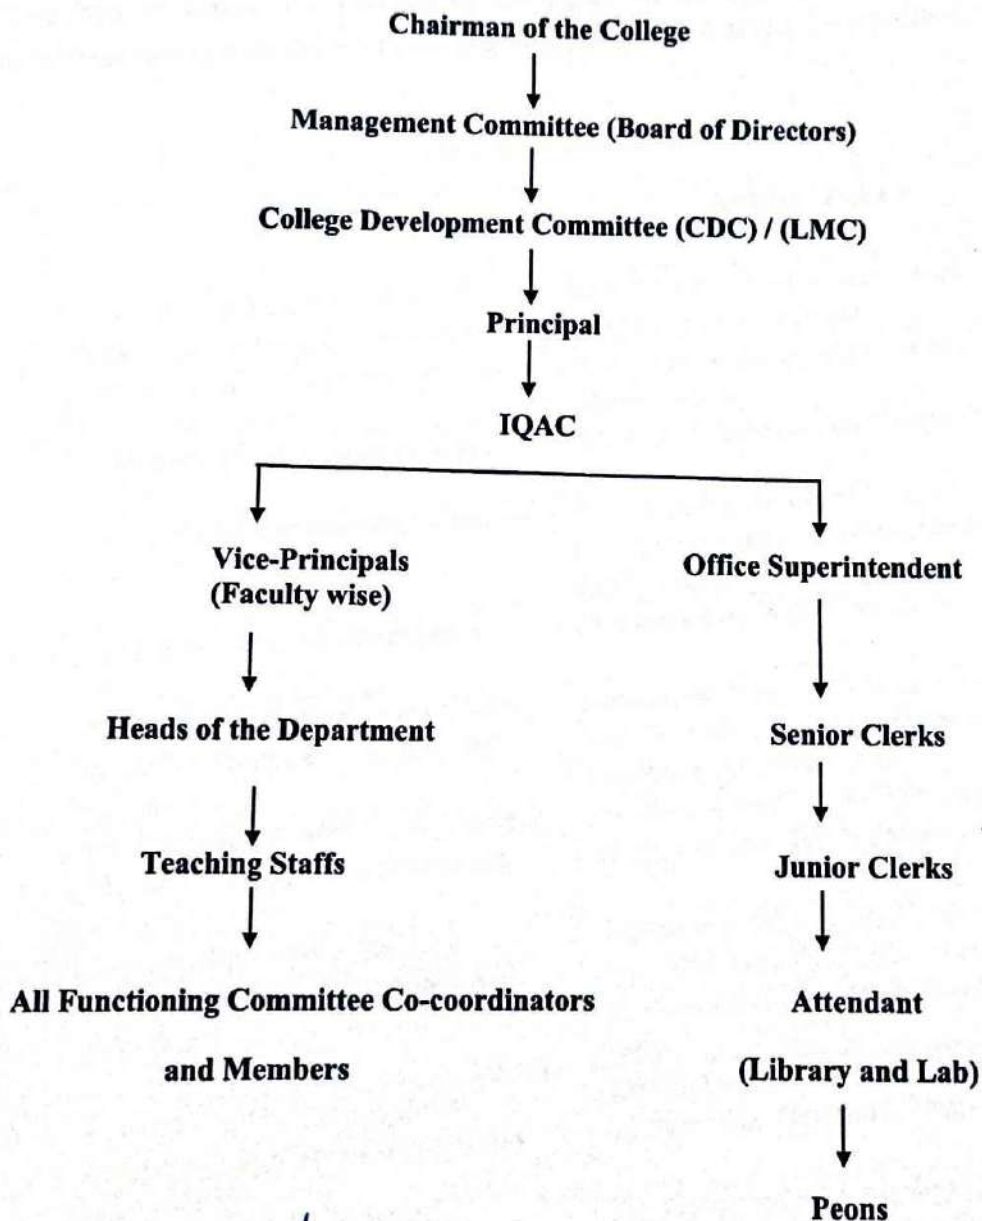 Chairman of the College
Management Committee (Board of Directors)
College Development Committee (CDC) / (LMC)
Principal
IQAC
Vice-Principals
(Faculty wise)
Office Superintendent
Heads of the Department
Senior Clerks
Teaching Staffs
Junior Clerks
All Functioning Committee Co-coordinators
and Members
Attendant
(Library and Lab)
Peons